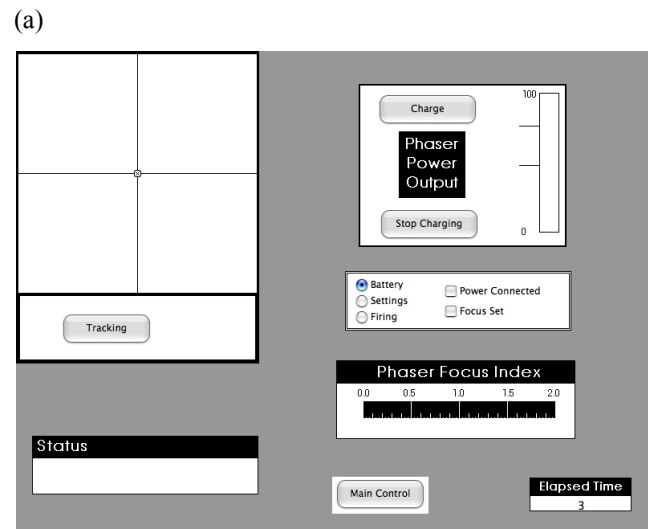 (a)
Charge
100
Phaser
Power
Output
Stop Charging
0
Battery
Power Connected
Settings
Focus Set
Firing
Tracking
Phaser Focus Index
0.0 0.5 1.0 1.5 2.0
Status
Main Control
Elapsed Time
3